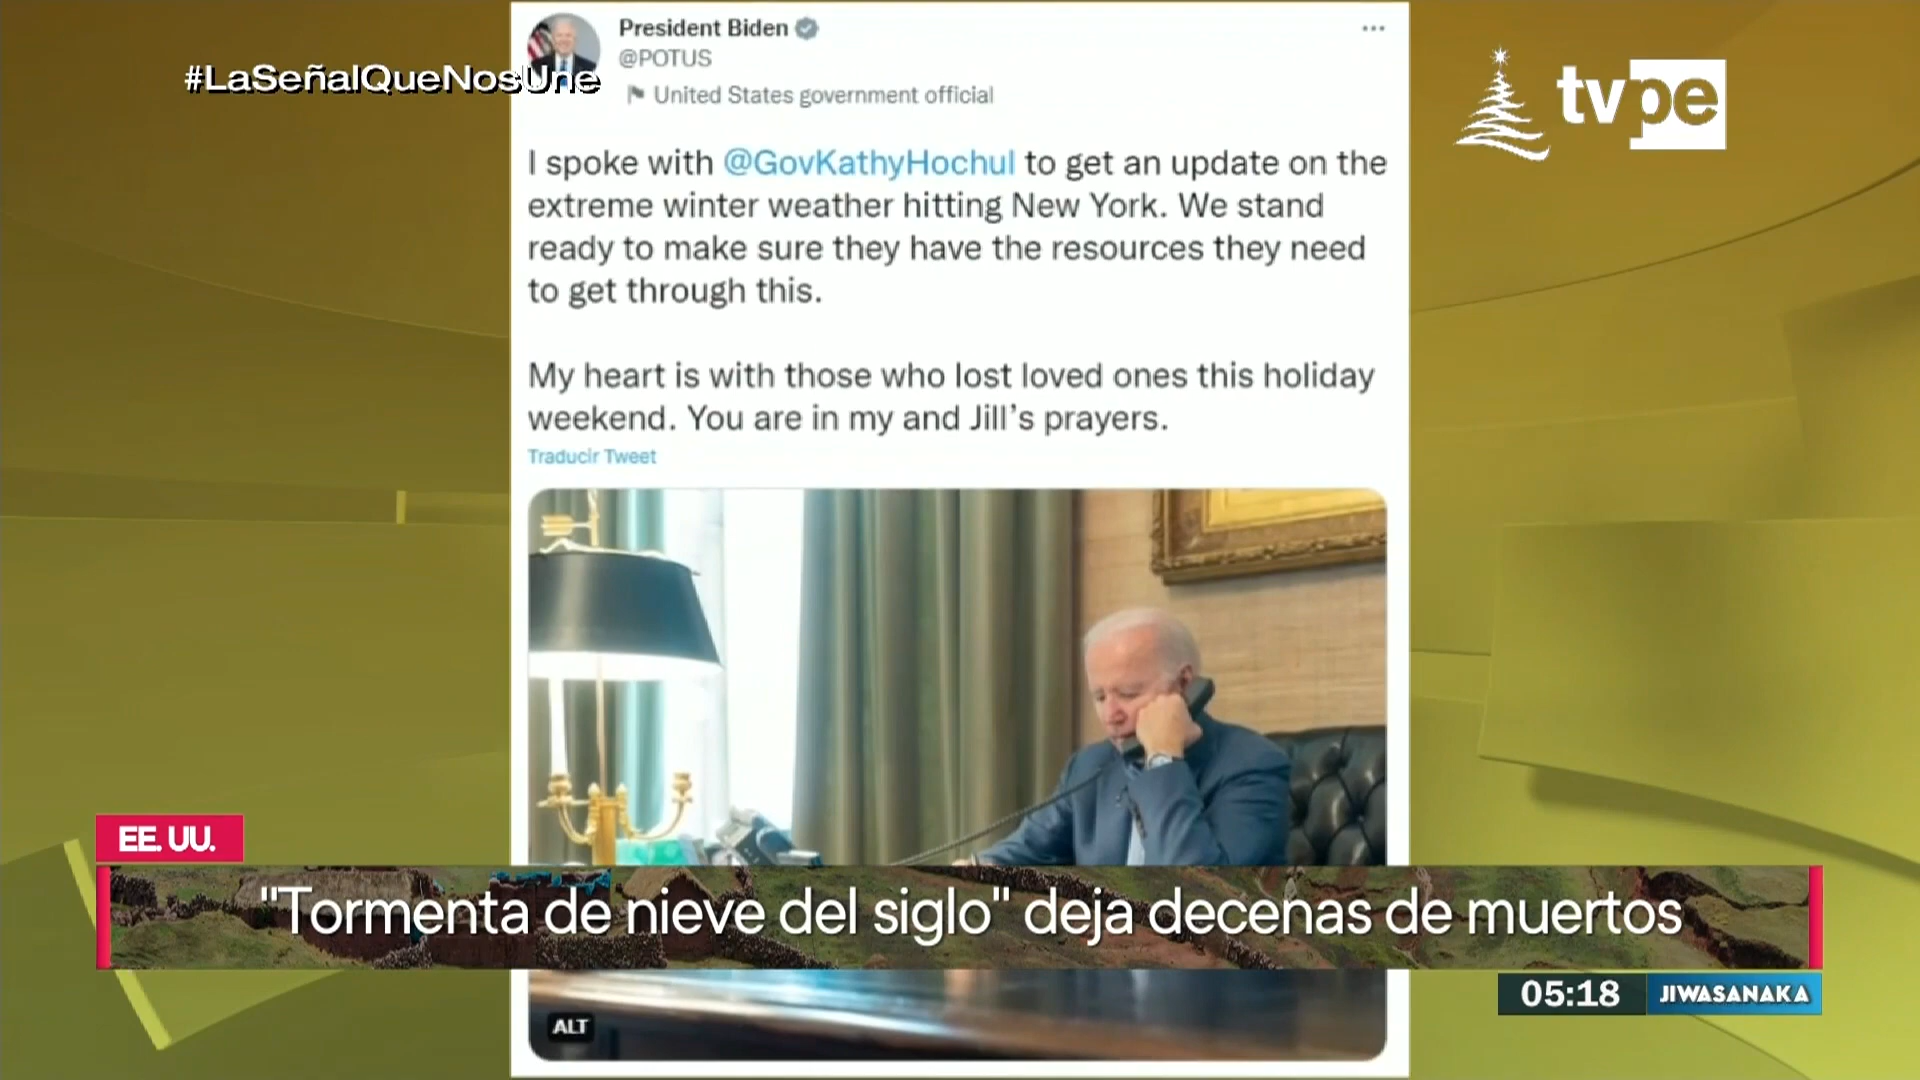 President Biden
@POTUS
United States government official
#LaSeñalQueNosUne
tvpe
I spoke with @GovKathyHochul to get an update on the
extreme winter weather hitting New York. We stand
ready to make sure they have the resources they need
to get through this.
My heart is with those who lost loved ones this holiday
weekend. You are in my and Jill’s prayers.
Traducir Tweet
EE. UU.
"Tormenta de nieve del siglo" deja decenas de muertos
05:18 JIWASANAKA
ALT